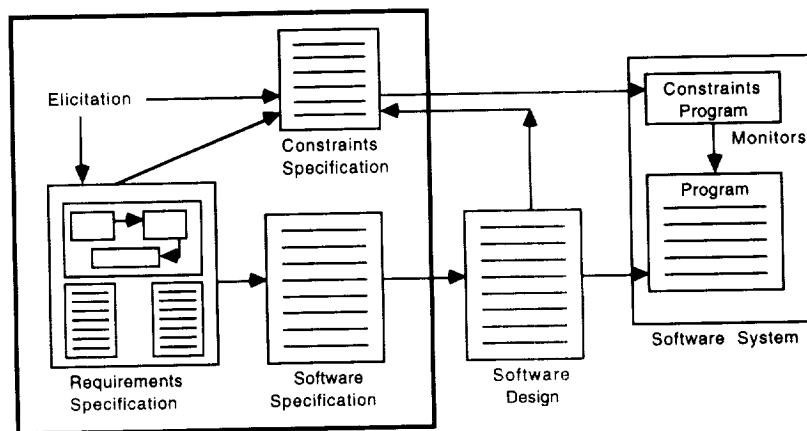 Elicitation
Constraints
Specification
Constraints
Program
Monitors
Program
Requirements
Specification
Software
Specification
Software
Design
Software System